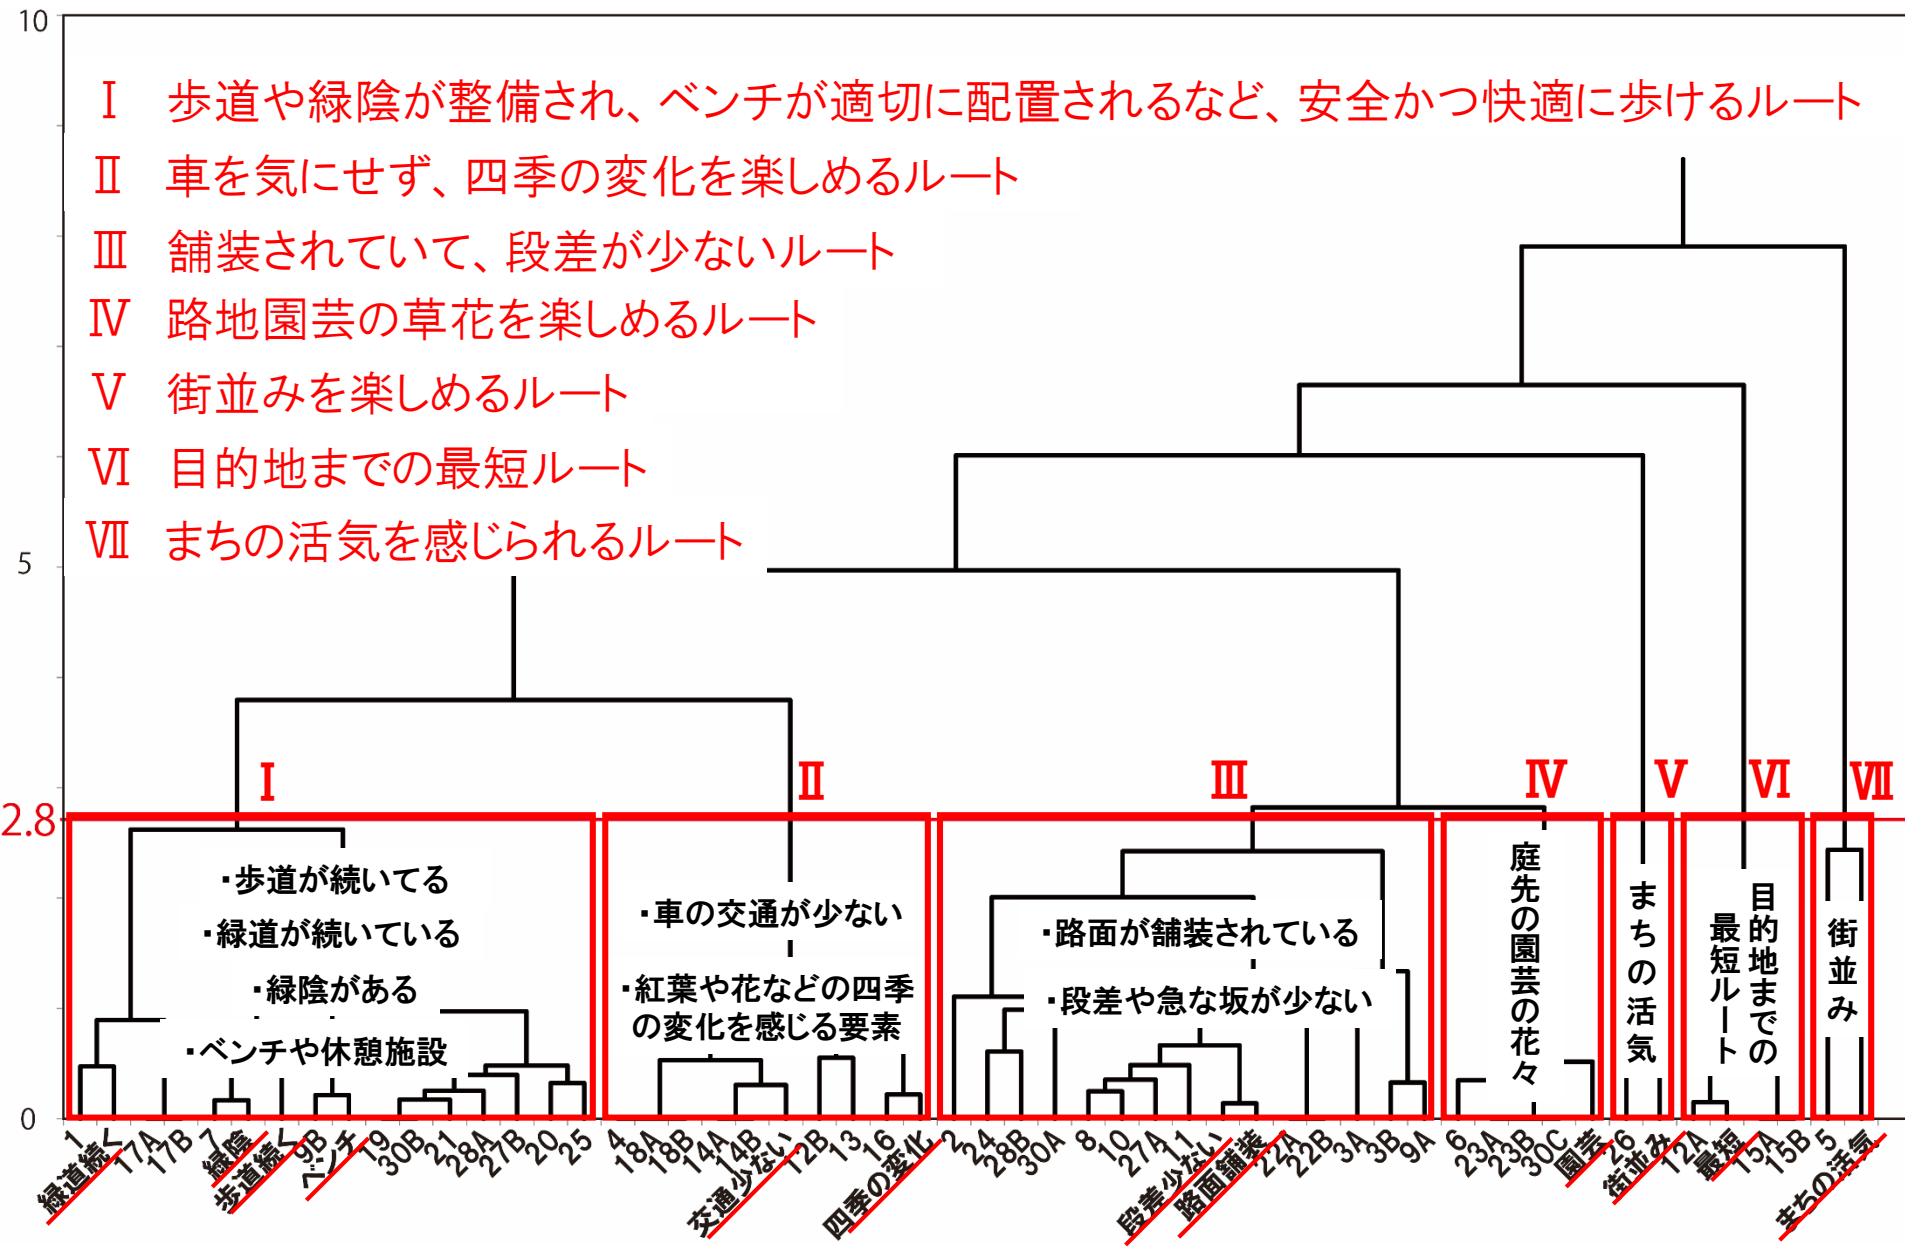 10
Ⅰ 歩道や緑陰が整備され、ベンチが適切に配置されるなど、安全かつ快適に歩けるルート
Ⅱ 車を気にせず、四季の変化を楽しめるルート
Ⅲ 舗装されていて、段差が少ないルート
Ⅳ 路地園芸の草花を楽しめるルート
Ⅴ 街並みを楽しめるルート
Ⅵ 目的地までの最短ルート
Ⅶ まちの活気を感じられるルート
5
Ⅰ Ⅱ Ⅲ Ⅳ Ⅴ Ⅵ Ⅶ
2.8
・歩道が続いてる
・緑道が続いている
・緑陰がある
・ベンチや休憩施設
・車の交通が少ない
・紅葉や花などの四季
の変化を感じる要素
・路面が舗装されている
・段差や急な坂が少ない
庭先の園芸の花々
まちの活気
目的地までの
最短ルート
街並み
0
1
緑道続く
17A
17B
7
緑陰
歩道続く
9B
ベンチ
19
30B
21
28A
27B
20
25
4
18A
18B
14A
14B
交通少ない
12B
13
16
四季の変化
2
24
28B
30A
8
10
27A
11
段差少ない
路面舗装
22A
22B
3A
3B
9A
6
23A
23B
30C
園芸
26
街並み
12A
最短
15A
15B
5
まちの活気